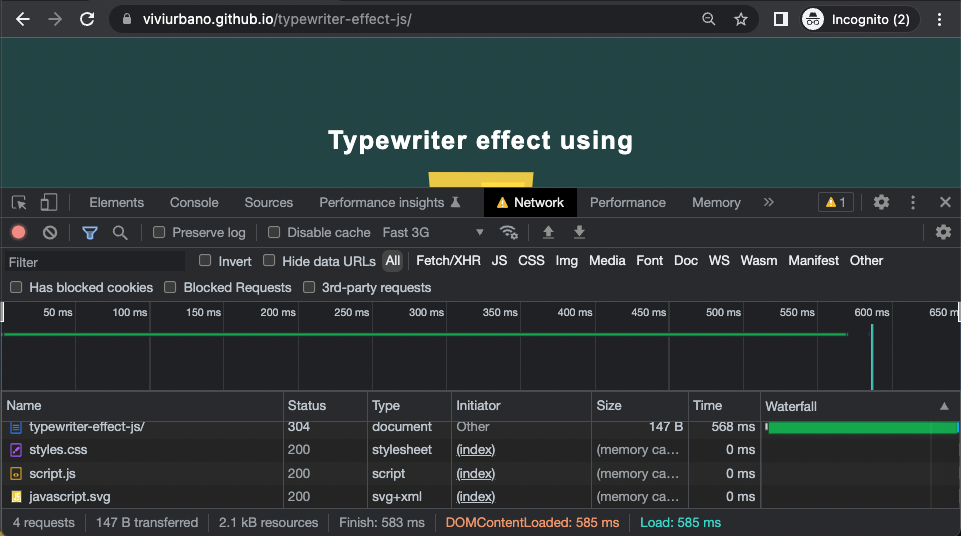 viviurbano.github.io/typewriter-effect-js/ Incognito (2)
Typewriter effect using
Elements Console Sources Performance insights Network Performance Memory » 1
Preserve log Disable cache Fast 3G
Filter Invert Hide data URLs All Fetch/XHR JS CSS Img Media Font Doc WS Wasm Manifest Other
Has blocked cookies Blocked Requests 3rd-party requests
50 ms 100 ms 150 ms 200 ms 250 ms 300 ms 350 ms 400 ms 450 ms 500 ms 550 ms 600 ms 650 m
Name Status Type Initiator Size Time Waterfall
typewriter-effect-js/ 304 document Other 147 B 568 ms
styles.css 200 stylesheet (index) (memory ca... 0 ms
script.js 200 script (index) (memory ca... 0 ms
javascript.svg 200 svg+xml (index) (memory ca... 0 ms
4 requests 147 B transferred 2.1 kB resources Finish: 583 ms DOMContentLoaded: 585 ms Load: 585 ms